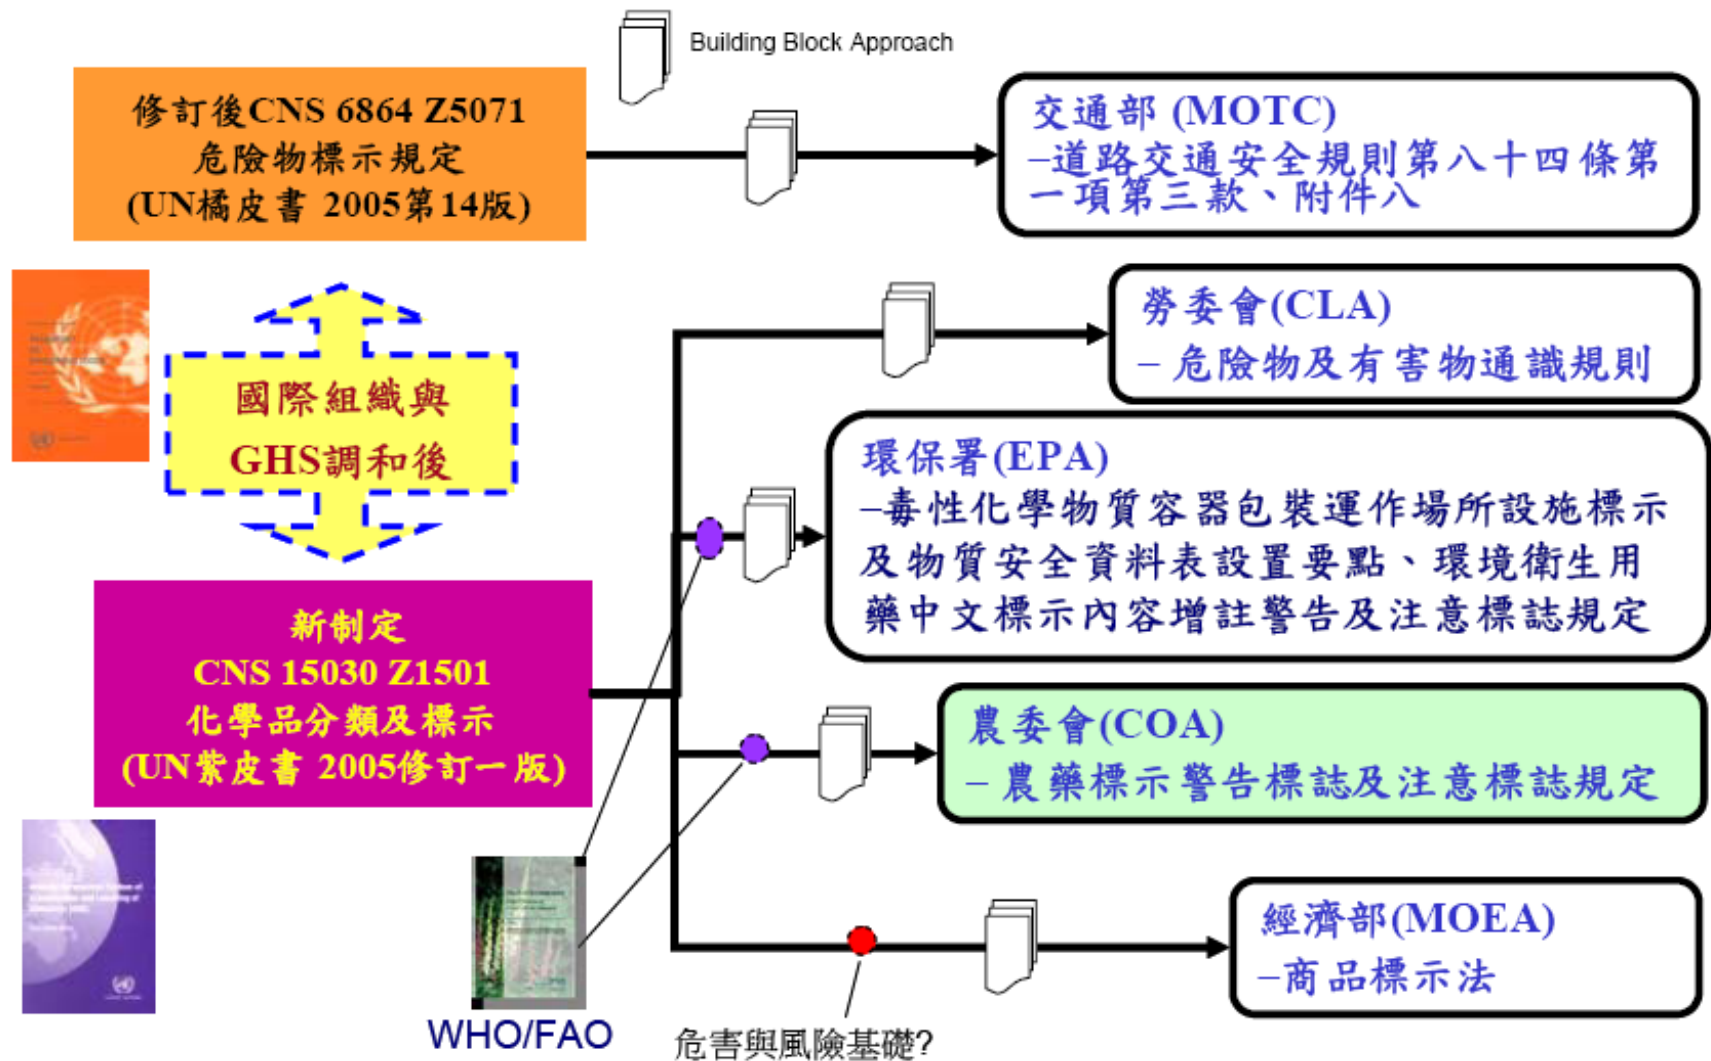 Building Block Approach
修訂後CNS 6864 Z5071
危險物標示規定
(UN橘皮書 2005第14版)
交通部 (MOTC)
–道路交通安全規則第八十四條第
一項第三款、附件八
國際組織與
GHS調和後
勞委會(CLA)
– 危險物及有害物通識規則
環保署(EPA)
–毒性化學物質容器包裝運作場所設施標示
及物質安全資料表設置要點、環境衛生用
藥中文標示內容增註警告及注意標誌規定
新制定
CNS 15030 Z1501
化學品分類及標示
(UN紫皮書 2005修訂一版)
農委會(COA)
– 農藥標示警告標誌及注意標誌規定
經濟部(MOEA)
–商品標示法
WHO/FAO
危害與風險基礎?